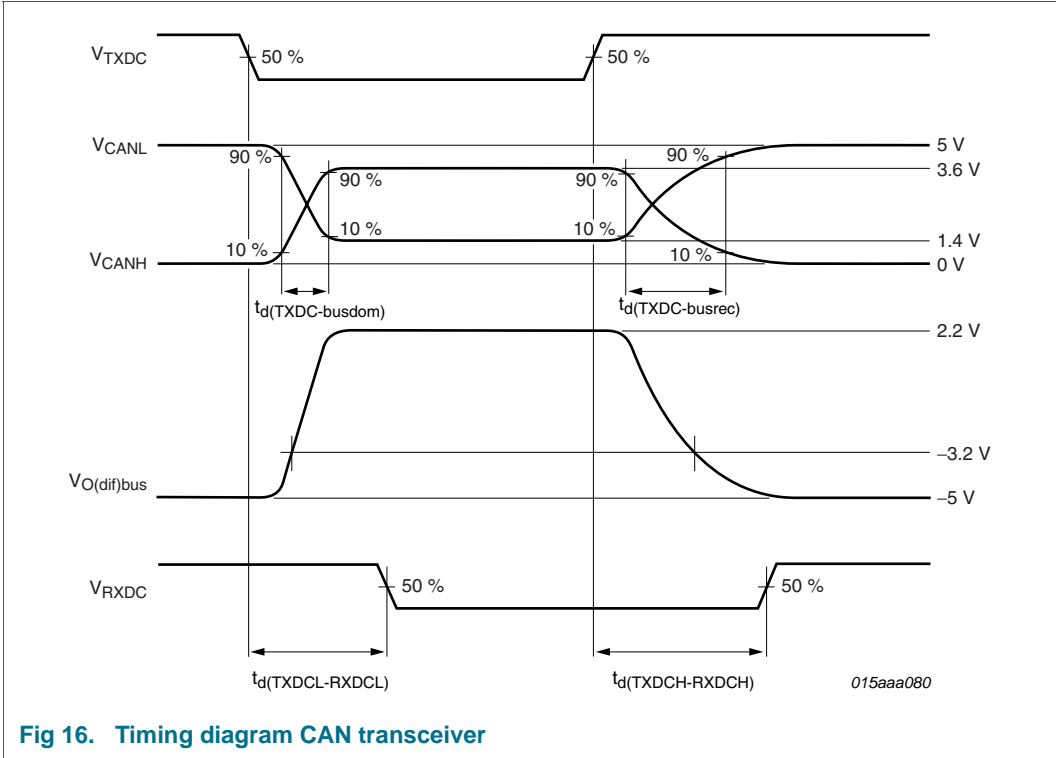 VTXDC
50 %
50 %
VCANL
5 V
90 %
90 %
3.6 V
90 %
90 %
10 %
10 %
1.4 V
10 %
10 %
VCANH
0 V
td(TXDC-busdom)
td(TXDC-busrec)
2.2 V
–3.2 V
VO(dif)bus
–5 V
VRXDC
50 %
50 %
td(TXDCL-RXDCL)
td(TXDCH-RXDCH)
015aaa080
Fig 16. Timing diagram CAN transceiver